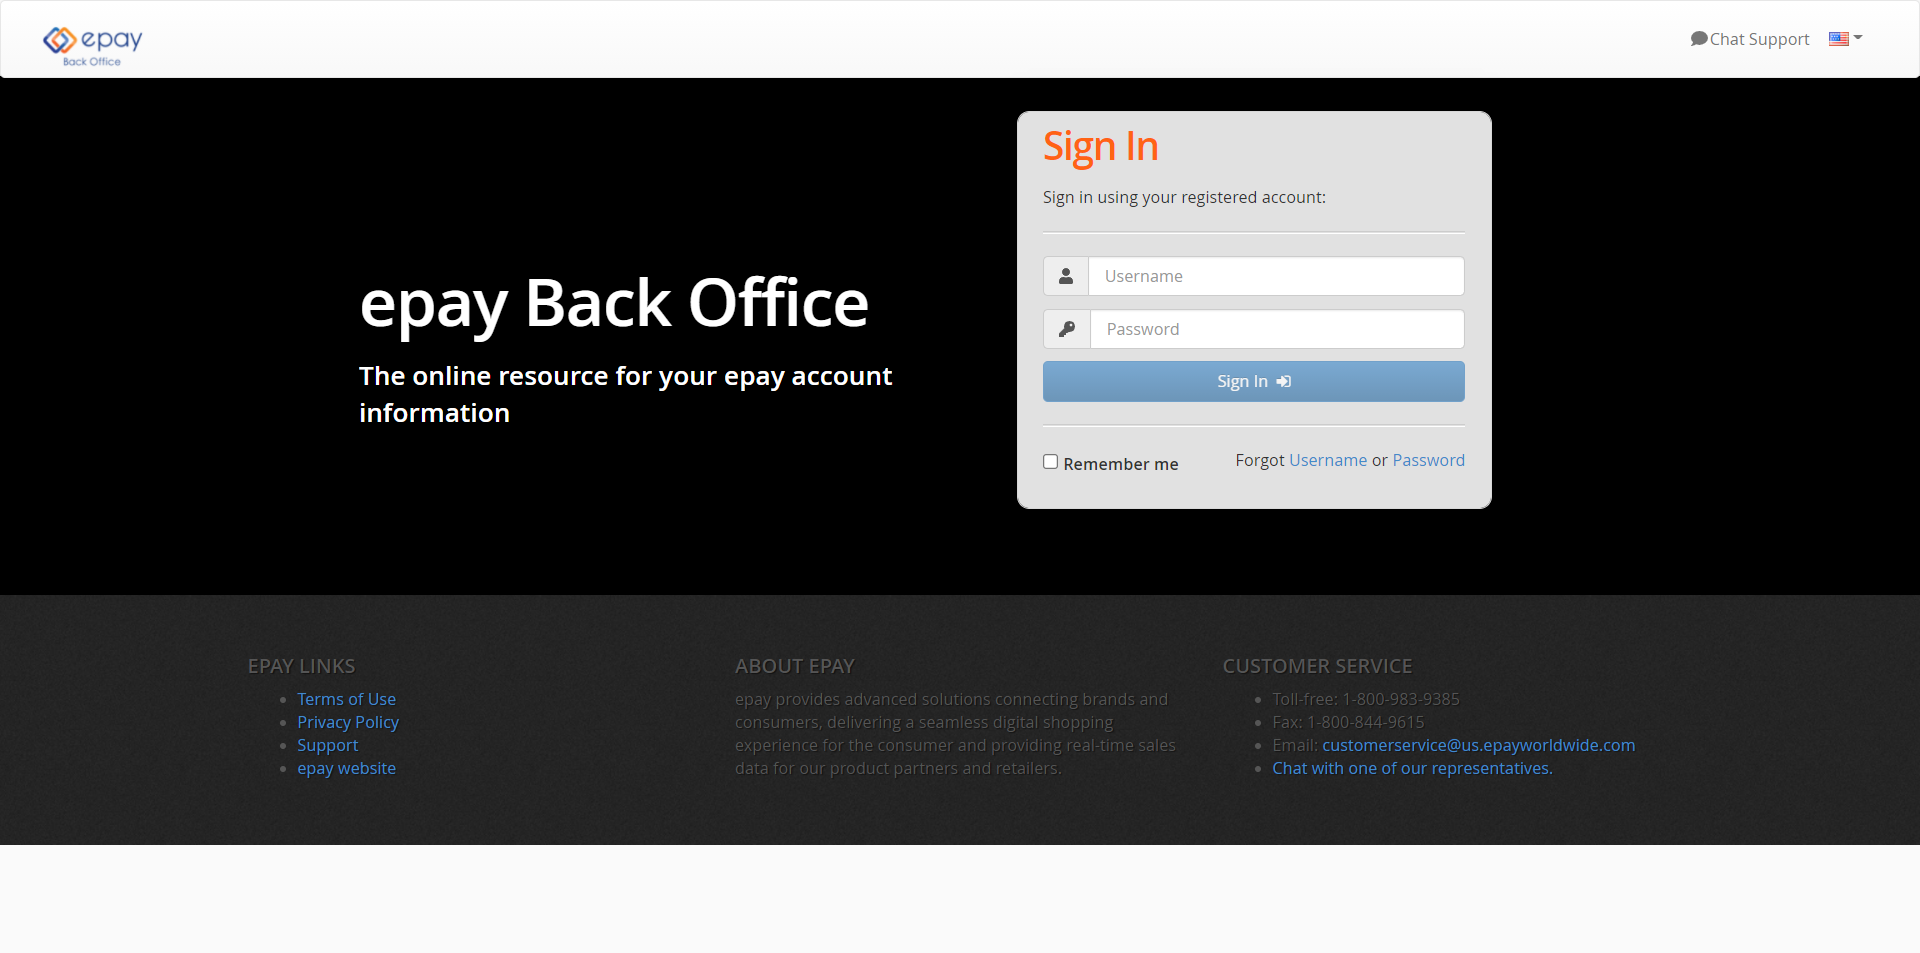 epay
Back Office
Chat Support
Sign In
Sign in using your registered account:
Username
Password
Sign In
Remember me
Forgot Username or Password
epay Back Office
The online resource for your epay account
information
EPAY LINKS
Terms of Use
Privacy Policy
Support
epay website
ABOUT EPAY
epay provides advanced solutions connecting brands and
consumers, delivering a seamless digital shopping
experience for the consumer and providing real-time sales
data for our product partners and retailers.
CUSTOMER SERVICE
Toll-free: 1-800-983-9385
Fax: 1-800-844-9615
Email: customerservice@us.epayworldwide.com
Chat with one of our representatives.